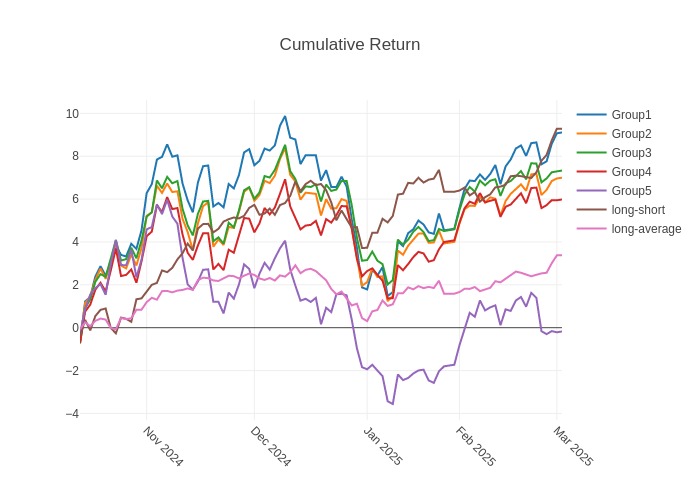 Cumulative Return
10
8
6
4
2
0
−2
−4
Nov 2024
Dec 2024
Jan 2025
Feb 2025
Mar 2025
Group1
Group2
Group3
Group4
Group5
long-short
long-average